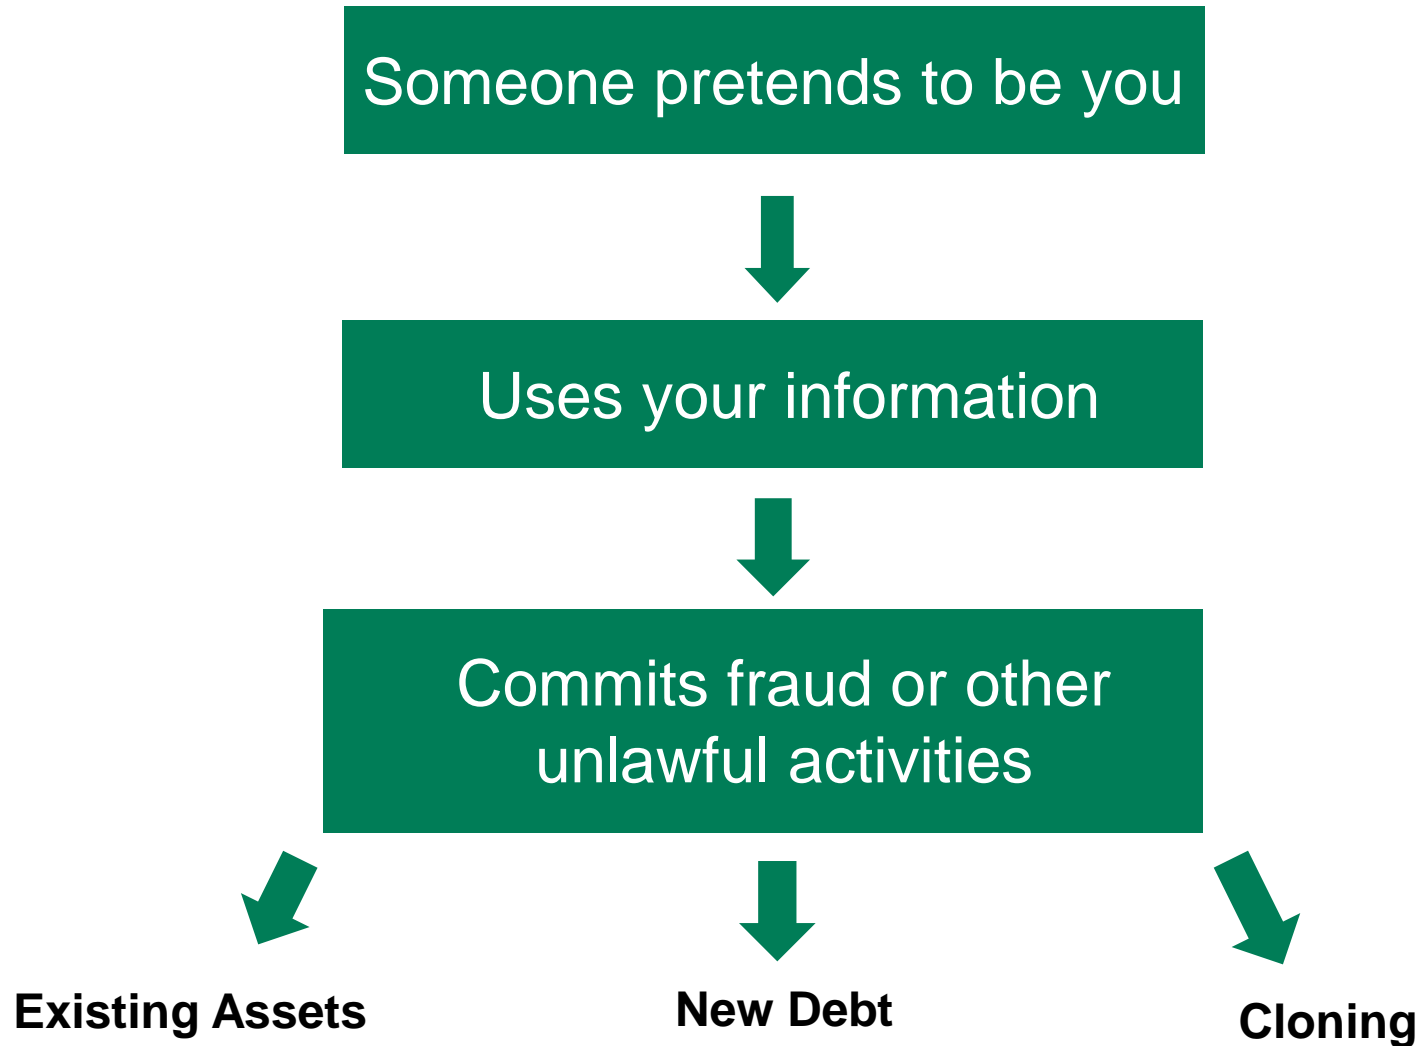 Someone pretends to be you
Uses your information
Commits fraud or other
unlawful activities
Existing Assets
New Debt
Cloning